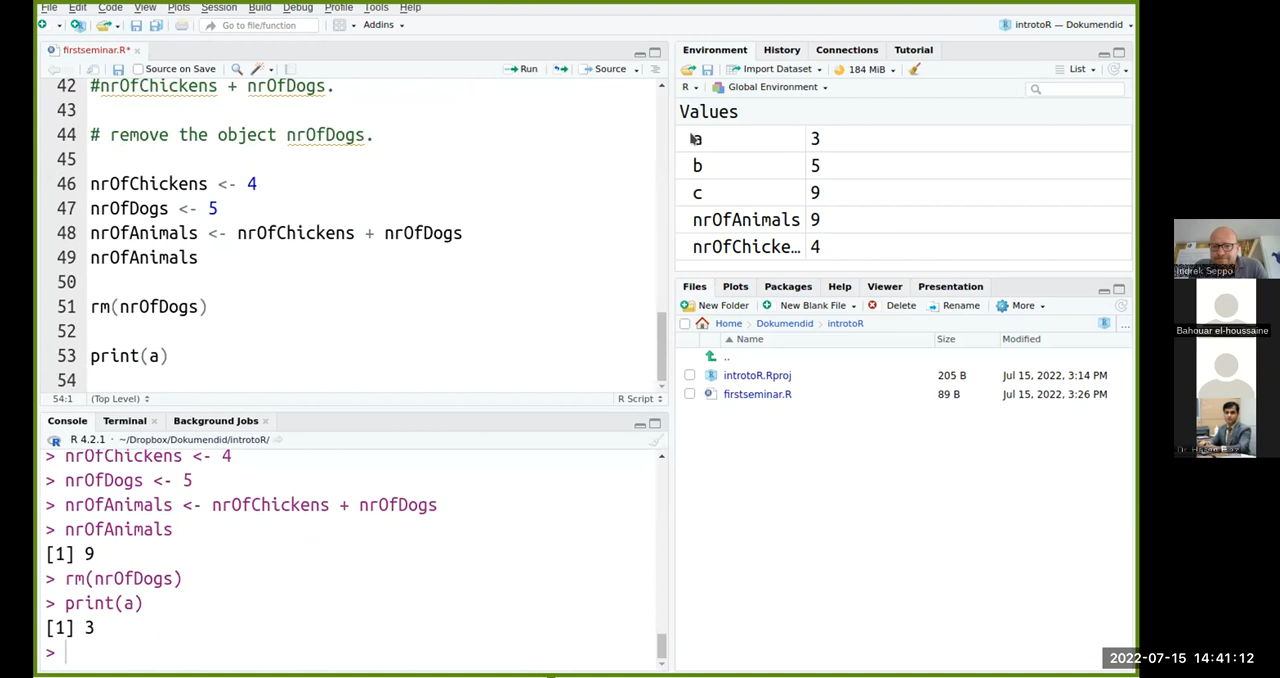 File Edit Code View Plots Session Build Debug Profile Tools Help
Go to file/function Addins introtoR — Dokumendid
firstseminar.R*
Source on Save Run Source
42 #nrOfChickens + nrOfDogs.
43
44 # remove the object nrOfDogs.
45
46 nrOfChickens <- 4
47 nrOfDogs <- 5
48 nrOfAnimals <- nrOfChickens + nrOfDogs
49 nrOfAnimals
50
51 rm(nrOfDogs)
52
53 print(a)
54
54:1 (Top Level) R Script
Console Terminal Background Jobs
R 4.2.1 · ~/Dropbox/Dokumendid/introtoR/
> nrOfChickens <- 4
> nrOfDogs <- 5
> nrOfAnimals <- nrOfChickens + nrOfDogs
> nrOfAnimals
[1] 9
> rm(nrOfDogs)
> print(a)
[1] 3
>
Environment History Connections Tutorial
Import Dataset 184 MiB List
R Global Environment
Values
a 3
b 5
c 9
nrOfAnimals 9
nrOfChicke… 4
Files Plots Packages Help Viewer Presentation
New Folder New Blank File Delete Rename More
Home Dokumendid introtoR
Name Size Modified
..
introtoR.Rproj 205 B Jul 15, 2022, 3:14 PM
firstseminar.R 89 B Jul 15, 2022, 3:26 PM
Indrek Seppo
Bahouar el-houssaine
2022-07-15 14:41:12